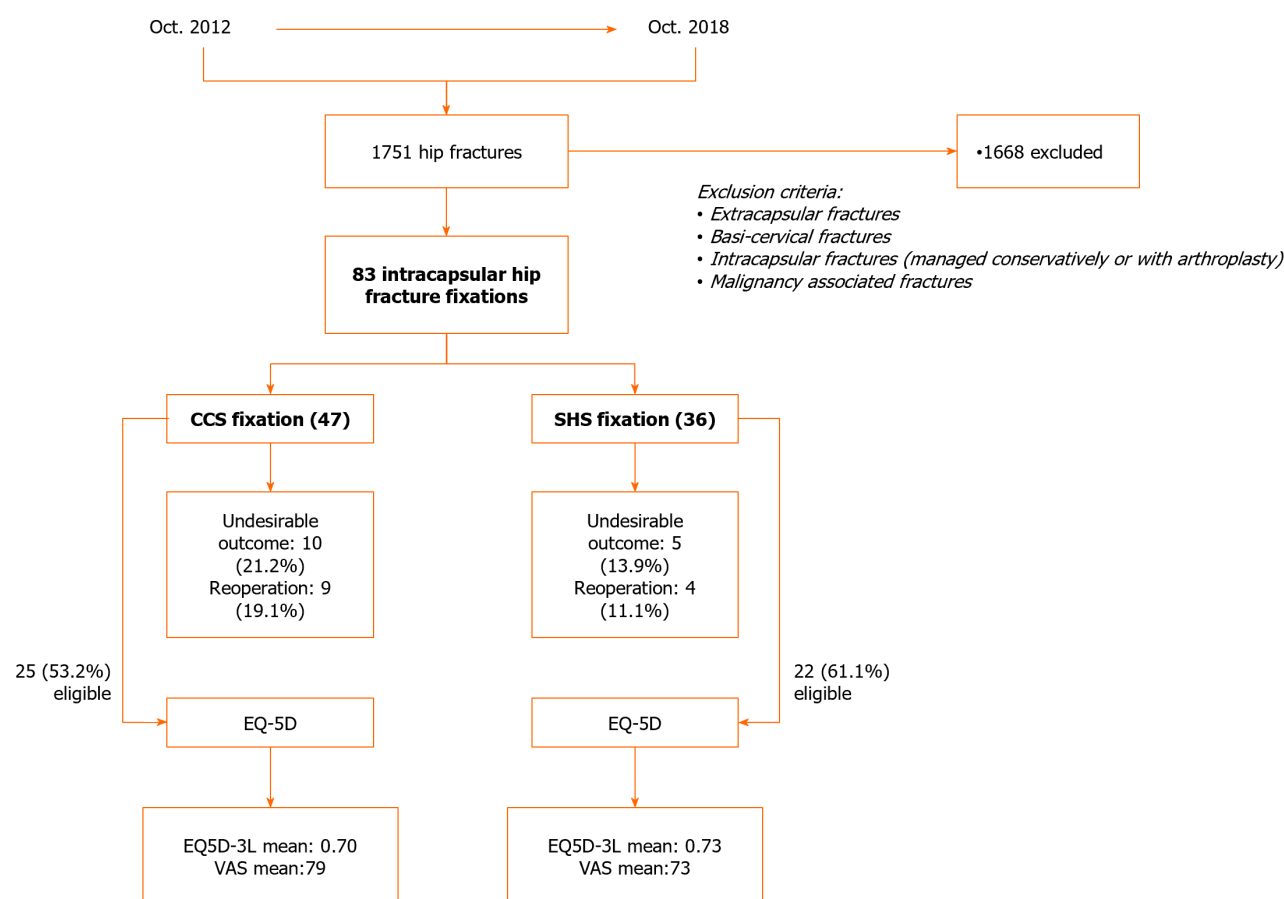 Oct. 2012
Oct. 2018
1751 hip fractures
•1668 excluded
Exclusion criteria:
• Extracapsular fractures
• Basi-cervical fractures
• Intracapsular fractures (managed conservatively or with arthroplasty)
• Malignancy associated fractures
83 intracapsular hip
fracture fixations
CCS fixation (47)
SHS fixation (36)
Undesirable
outcome: 10
(21.2%)
Reoperation: 9
(19.1%)
Undesirable
outcome: 5
(13.9%)
Reoperation: 4
(11.1%)
25 (53.2%)
eligible
22 (61.1%)
eligible
EQ-5D
EQ-5D
EQ5D-3L mean: 0.70
VAS mean:79
EQ5D-3L mean: 0.73
VAS mean:73